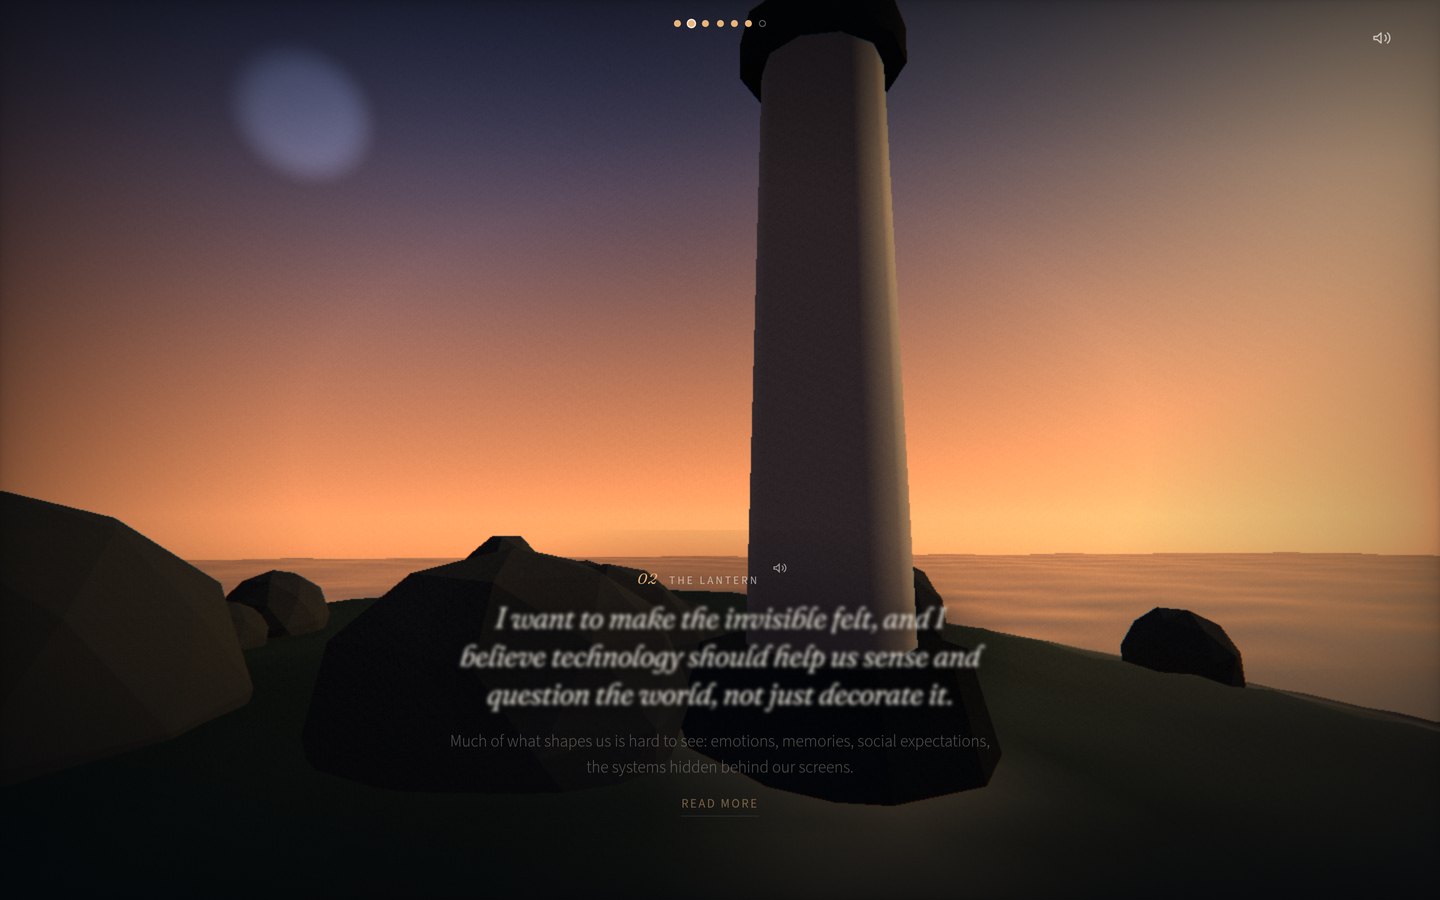 02 THE LANTERN
I want to make the invisible felt, and I
believe technology should help us sense and
question the world, not just decorate it.
Much of what shapes us is hard to see: emotions, memories, social expectations,
the systems hidden behind our screens.
READ MORE